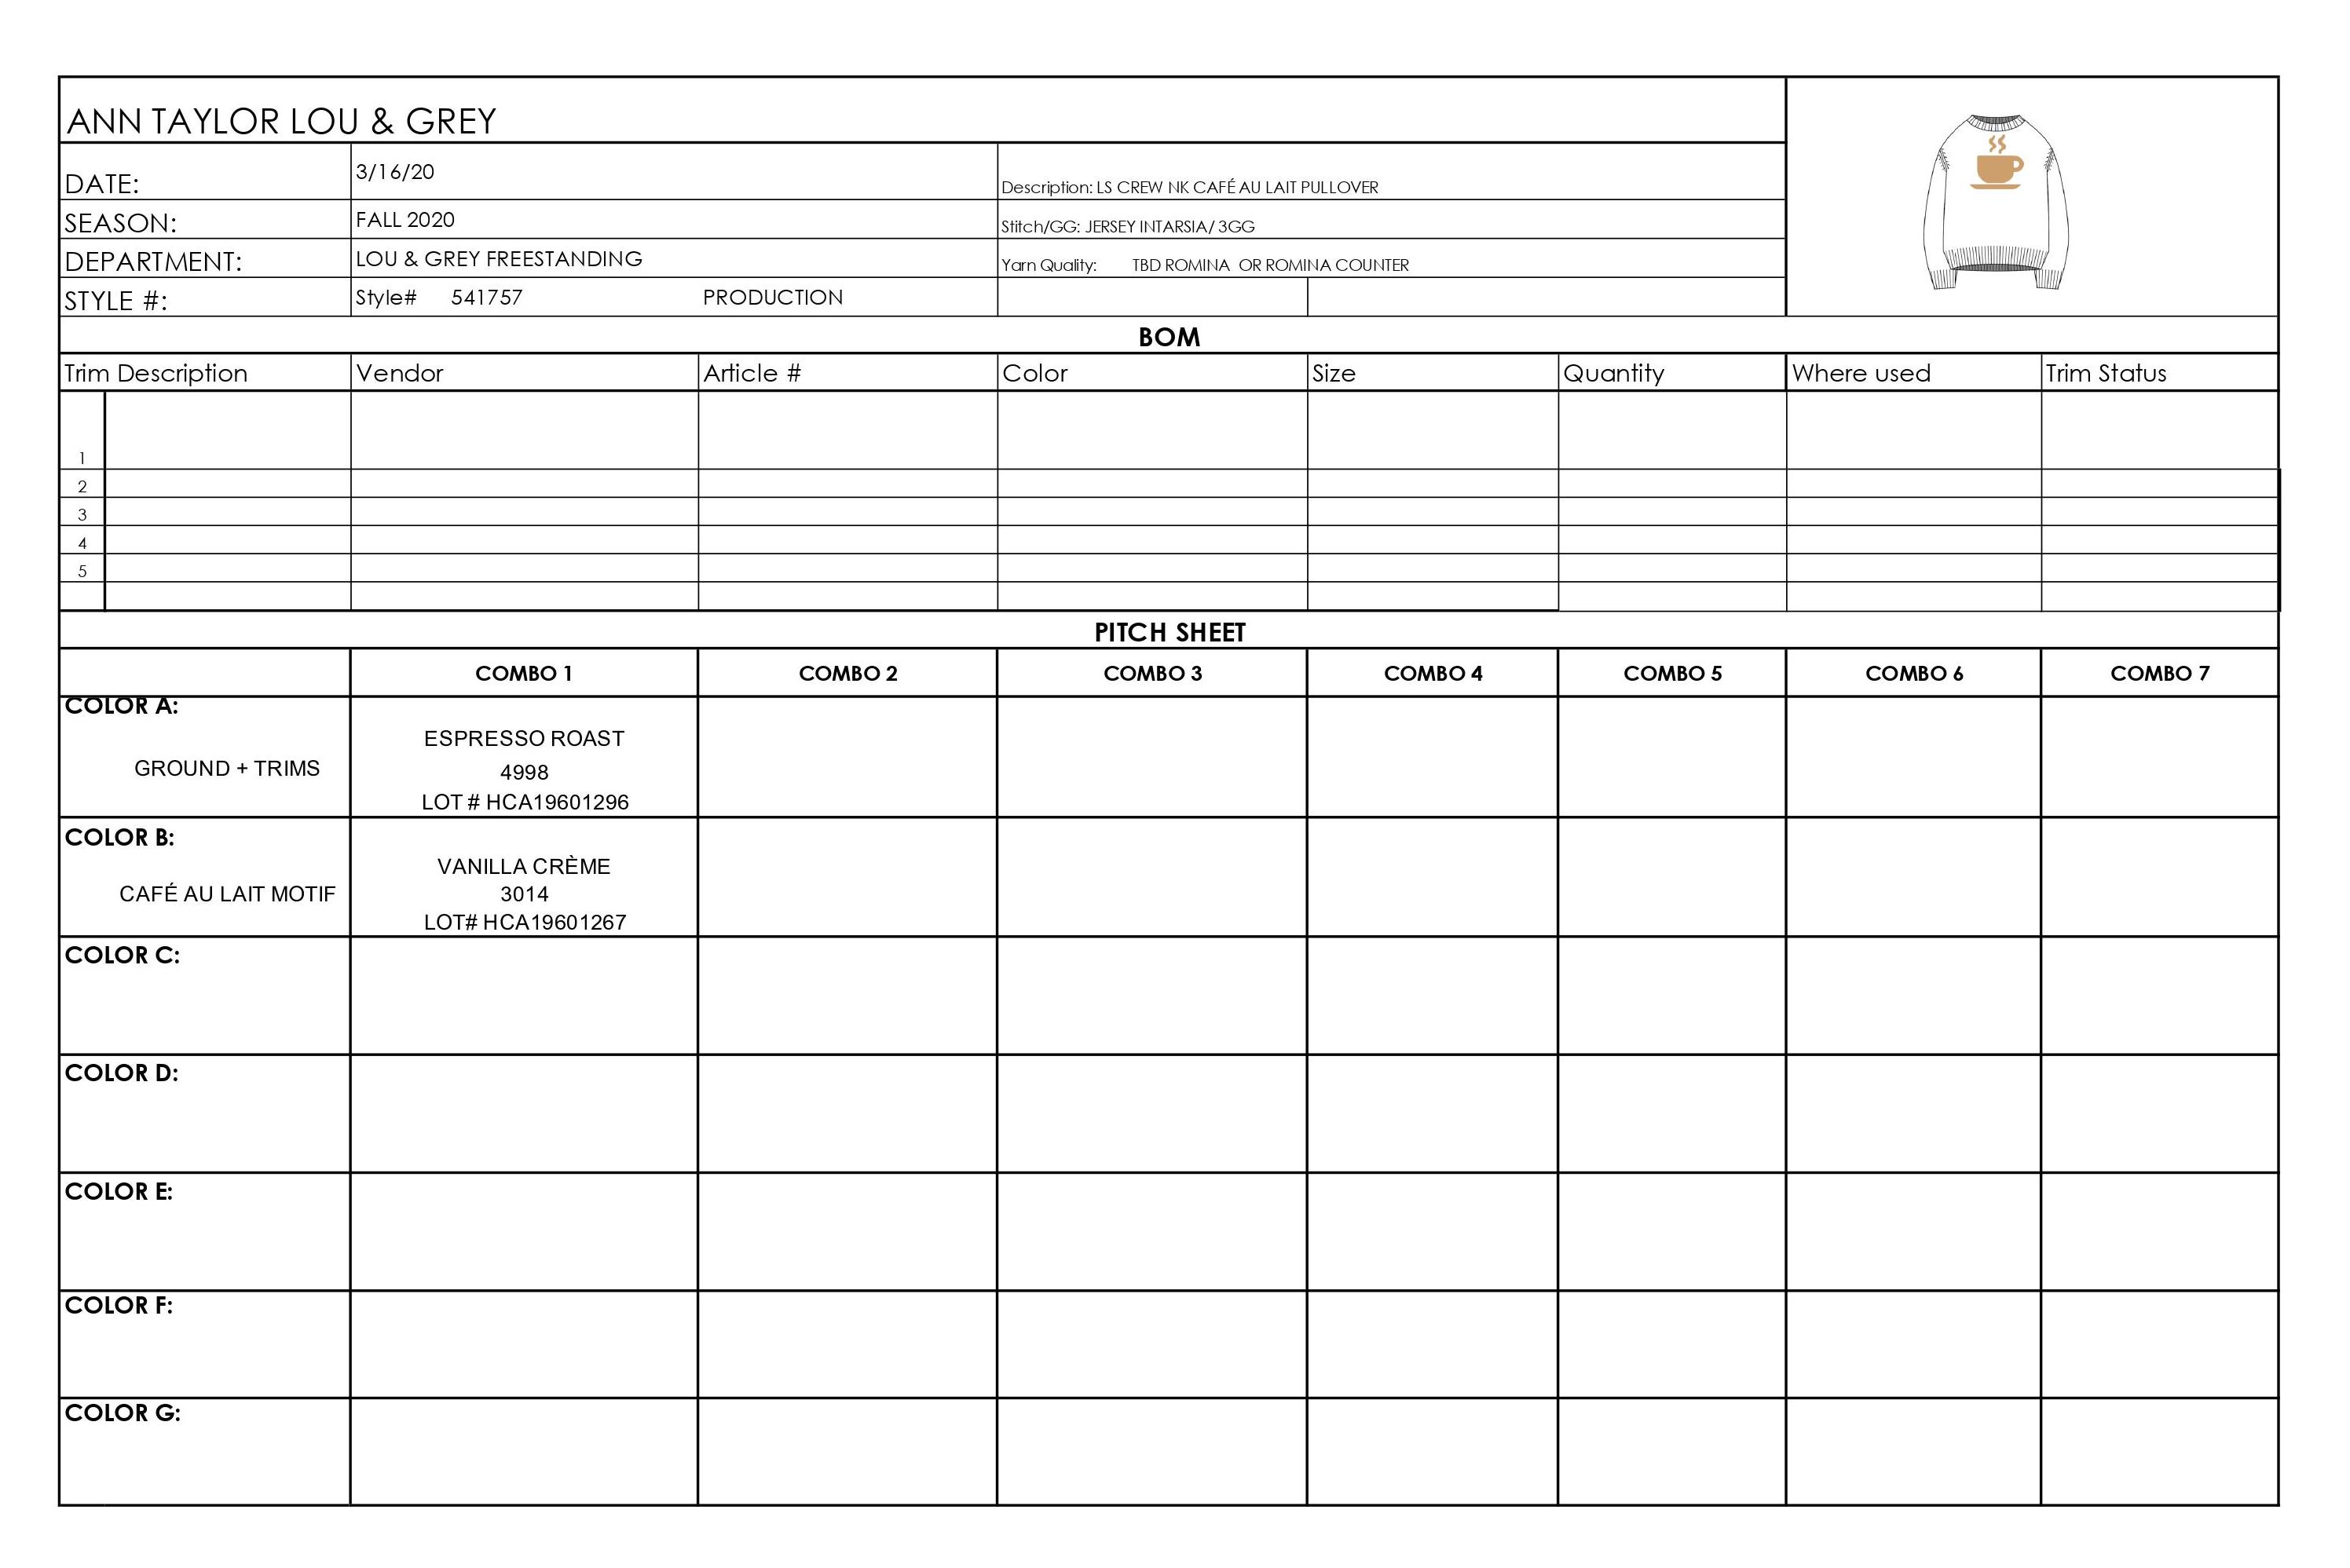 ANN TAYLOR LOU & GREY
DATE: 3/16/20 Description: LS CREW NK CAFÉ AU LAIT PULLOVER
SEASON: FALL 2020 Stitch/GG: JERSEY INTARSIA/ 3GG
DEPARTMENT: LOU & GREY FREESTANDING Yarn Quality: TBD ROMINA OR ROMINA COUNTER
STYLE #: Style# 541757 PRODUCTION
BOM
Trim Description Vendor Article # Color Size Quantity Where used Trim Status
1
2
3
4
5
PITCH SHEET
COMBO 1 COMBO 2 COMBO 3 COMBO 4 COMBO 5 COMBO 6 COMBO 7
COLOR A:
GROUND + TRIMS
ESPRESSO ROAST
4998
LOT # HCA19601296
COLOR B:
CAFÉ AU LAIT MOTIF
VANILLA CRÈME
3014
LOT# HCA19601267
COLOR C:
COLOR D:
COLOR E:
COLOR F:
COLOR G: